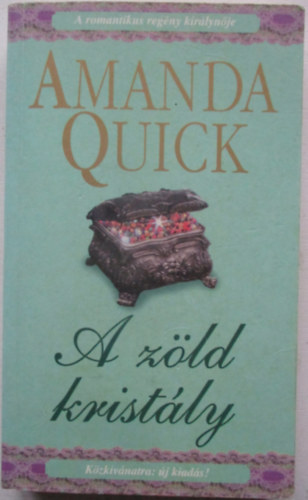 A romantikus regény királynője
AMANDA
QUICK
A zöld
kristály
Közkívánatra: új kiadás!